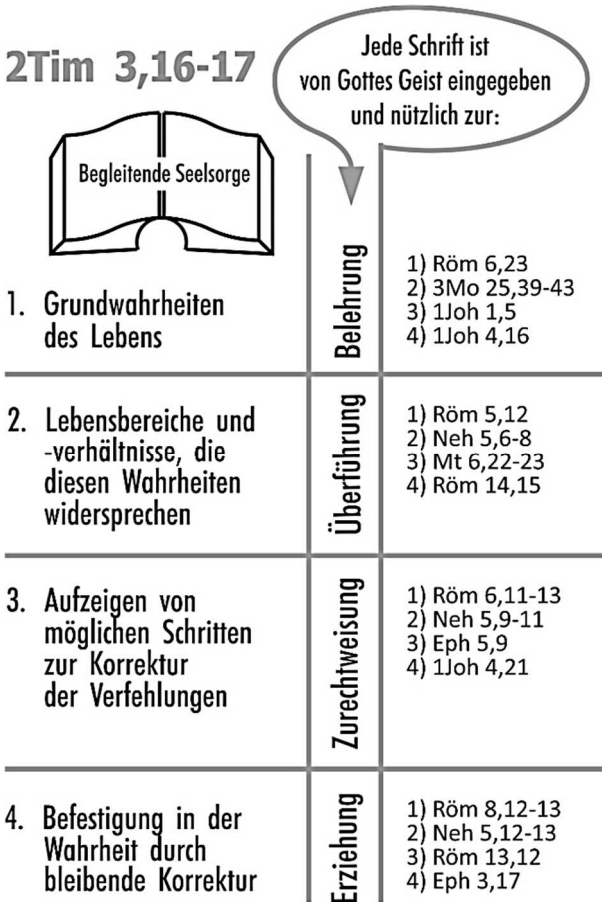 2Tim 3,16-17
Jede Schrift ist
von Gottes Geist eingegeben
und nützlich zur:
Begleitende Seelsorge
1. Grundwahrheiten
des Lebens
Belehrung
1) Röm 6,23
2) 3Mo 25,39-43
3) 1Joh 1,5
4) 1Joh 4,16
2. Lebensbereiche und
-verhältnisse, die
diesen Wahrheiten
widersprechen
Überführung
1) Röm 5,12
2) Neh 5,6-8
3) Mt 6,22-23
4) Röm 14,15
3. Aufzeigen von
möglichen Schritten
zur Korrektur
der Verfehlungen
Zurechtweisung
1) Röm 6,11-13
2) Neh 5,9-11
3) Eph 5,9
4) 1Joh 4,21
4. Befestigung in der
Wahrheit durch
bleibende Korrektur
Erziehung
1) Röm 8,12-13
2) Neh 5,12-13
3) Röm 13,12
4) Eph 3,17